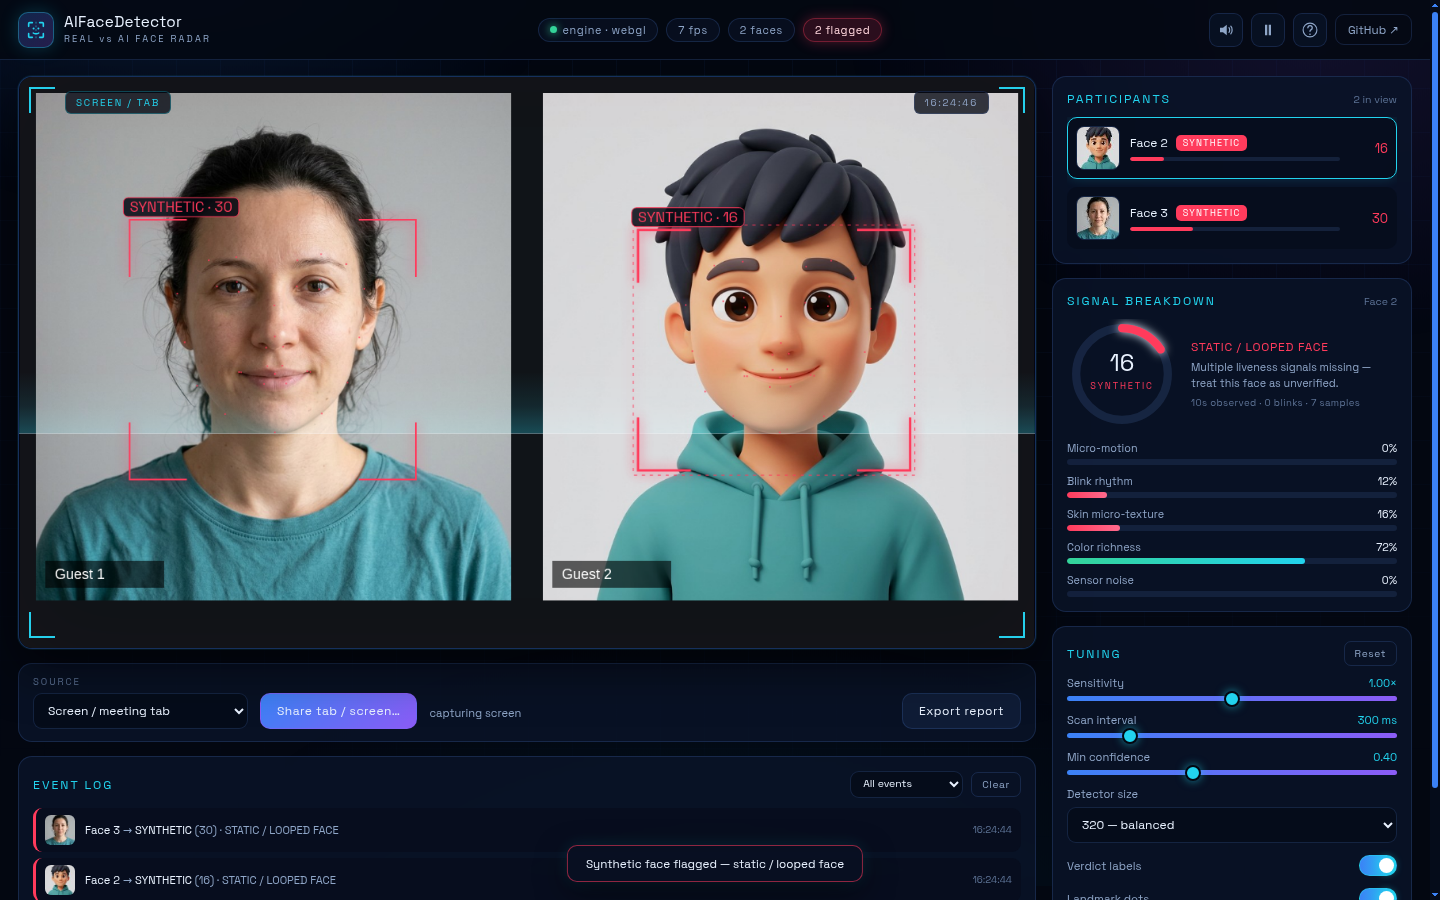 AIFaceDetector
REAL vs AI FACE RADAR
engine · webgl
7 fps
2 faces
2 flagged
GitHub ↗
SCREEN / TAB
16:24:46
SYNTHETIC · 30
SYNTHETIC · 16
Guest 1
Guest 2
PARTICIPANTS
2 in view
Face 2 SYNTHETIC
16
Face 3 SYNTHETIC
30
SIGNAL BREAKDOWN
Face 2
16
SYNTHETIC
STATIC / LOOPED FACE
Multiple liveness signals missing —
treat this face as unverified.
10s observed · 0 blinks · 7 samples
Micro-motion 0%
Blink rhythm 12%
Skin micro-texture 16%
Color richness 72%
Sensor noise 0%
SOURCE
Screen / meeting tab
Share tab / screen…
capturing screen
Export report
EVENT LOG
All events
Clear
Face 3 → SYNTHETIC (30) · STATIC / LOOPED FACE 16:24:44
Face 2 → SYNTHETIC (16) · STATIC / LOOPED FACE 16:24:44
Synthetic face flagged — static / looped face
TUNING
Reset
Sensitivity 1.00×
Scan interval 300 ms
Min confidence 0.40
Detector size
320 — balanced
Verdict labels
Landmark dots